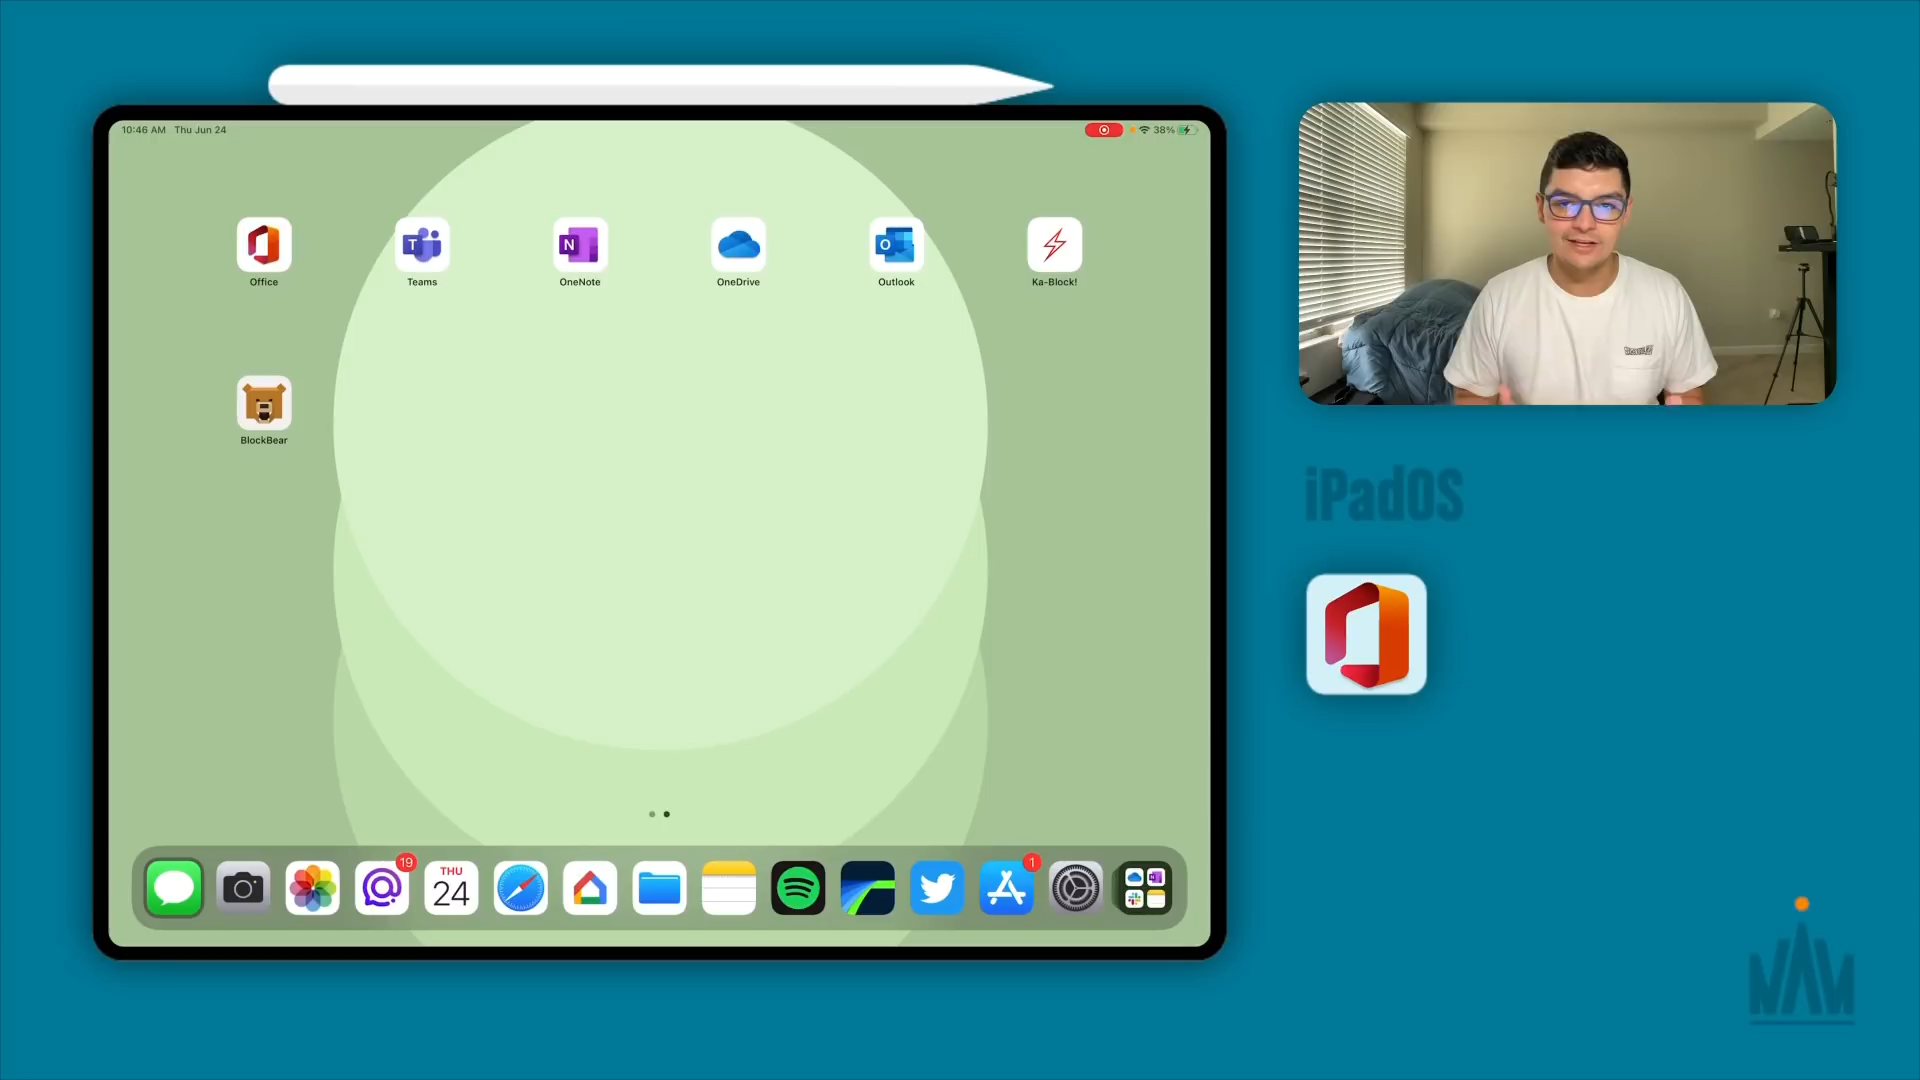 10:46 AM Thu Jun 24
38%
Office
Teams
OneNote
OneDrive
Outlook
Ka-Block!
T
N
O
BlockBear
iPadOS
19
THU
24
1